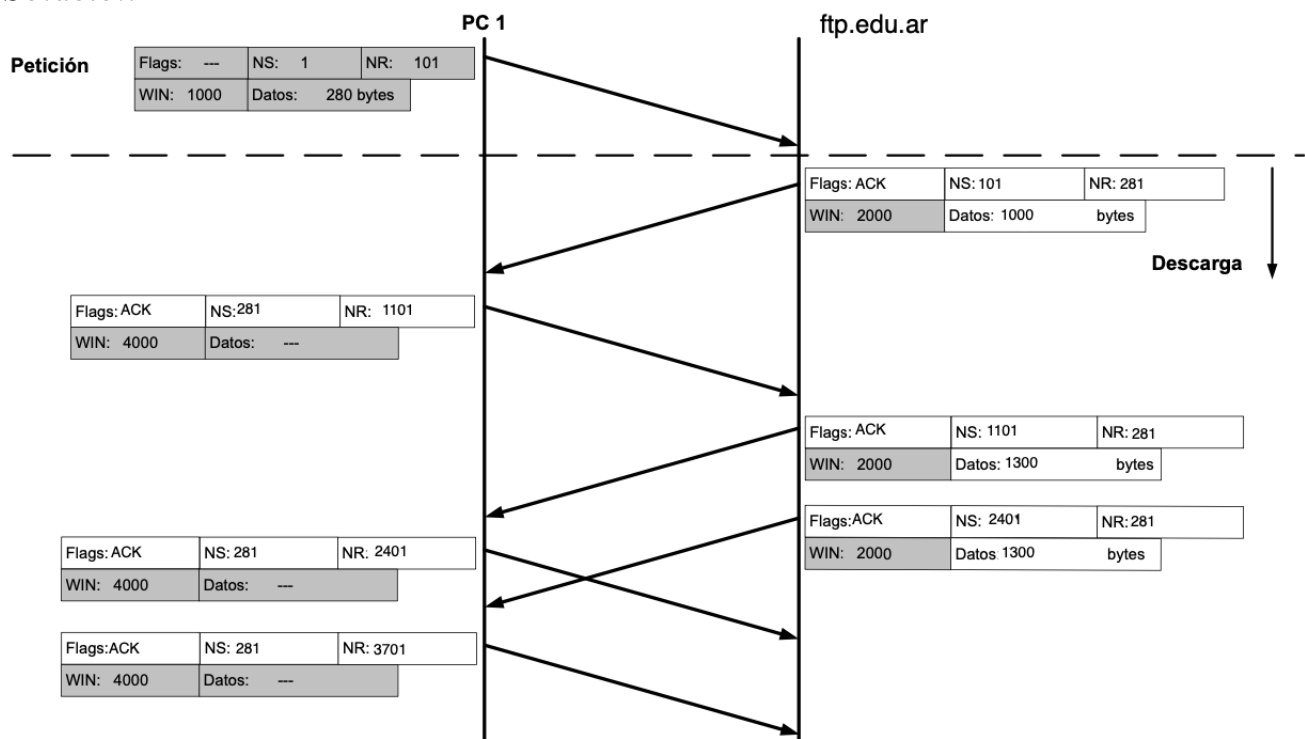 PC 1
ftp.edu.ar
Petición
Flags: --- NS: 1 NR: 101
WIN: 1000 Datos: 280 bytes
Flags: ACK NS: 101 NR: 281
WIN: 2000 Datos: 1000 bytes
Descarga
Flags: ACK NS:281 NR: 1101
WIN: 4000 Datos: ---
Flags: ACK NS: 1101 NR: 281
WIN: 2000 Datos: 1300 bytes
Flags:ACK NS: 2401 NR: 281
WIN: 2000 Datos 1300 bytes
Flags: ACK NS: 281 NR: 2401
WIN: 4000 Datos: ---
Flags:ACK NS: 281 NR: 3701
WIN: 4000 Datos: ---